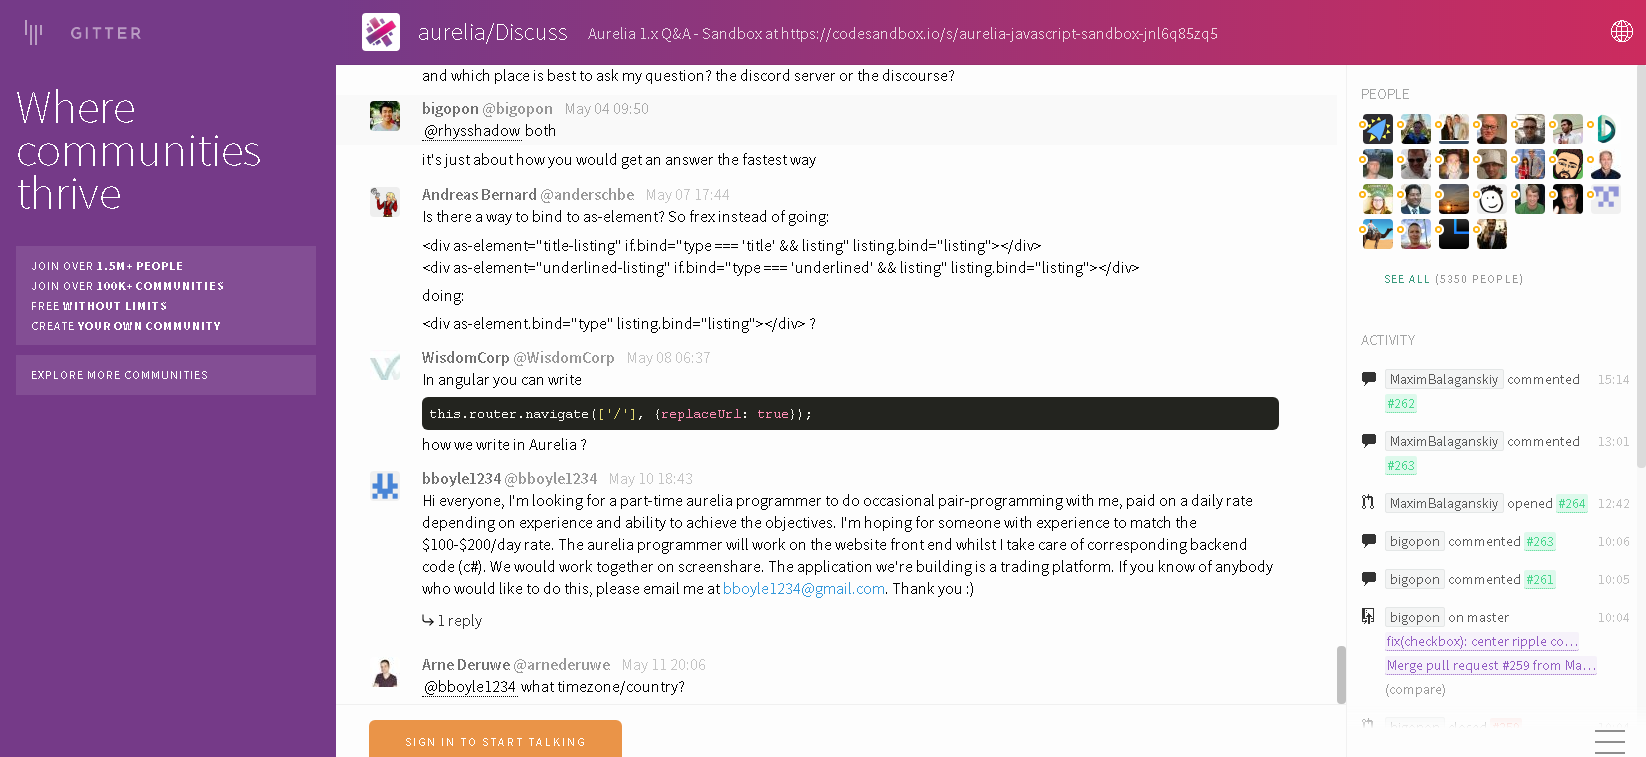 GITTER
Where
communities
thrive
JOIN OVER 1.5M+ PEOPLE
JOIN OVER 100K+ COMMUNITIES
FREE WITHOUT LIMITS
CREATE YOUR OWN COMMUNITY
EXPLORE MORE COMMUNITIES
aurelia/Discuss Aurelia 1.x Q&A - Sandbox at https://codesandbox.io/s/aurelia-javascript-sandbox-jnl6q85zq5
and which place is best to ask my question? the discord server or the discourse?
bigopon @bigopon May 04 09:50
@rhysshadow both
it's just about how you would get an answer the fastest way
Andreas Bernard @anderschbe May 07 17:44
Is there a way to bind to as-element? So frex instead of going:
<div as-element="title-listing" if.bind="type === 'title' && listing" listing.bind="listing"></div>
<div as-element="underlined-listing" if.bind="type === 'underlined' && listing" listing.bind="listing"></div>
doing:
<div as-element.bind="type" listing.bind="listing"></div> ?
WisdomCorp @WisdomCorp May 08 06:37
In angular you can write
this.router.navigate(['/'], {replaceUrl: true});
how we write in Aurelia ?
bboyle1234 @bboyle1234 May 10 18:43
Hi everyone, I'm looking for a part-time aurelia programmer to do occasional pair-programming with me, paid on a daily rate
depending on experience and ability to achieve the objectives. I'm hoping for someone with experience to match the
$100-$200/day rate. The aurelia programmer will work on the website front end whilst I take care of corresponding backend
code (c#). We would work together on screenshare. The application we're building is a trading platform. If you know of anybody
who would like to do this, please email me at bboyle1234@gmail.com. Thank you :)
1 reply
Arne Deruwe @arnederuwe May 11 20:06
@bboyle1234 what timezone/country?
SIGN IN TO START TALKING
PEOPLE
SEE ALL (5350 PEOPLE)
ACTIVITY
MaximBalaganskiy commented 15:14
#262
MaximBalaganskiy commented 13:01
#263
MaximBalaganskiy opened #264 12:42
bigopon commented #263 10:06
bigopon commented #261 10:05
bigopon on master 10:04
fix(checkbox): center ripple co…
Merge pull request #259 from Ma…
(compare)
bigopon closed